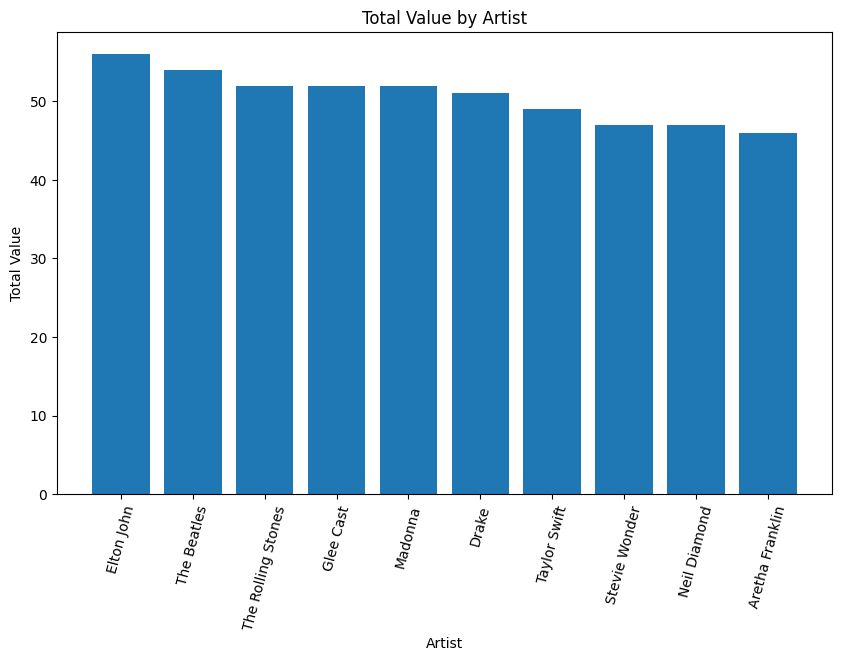 Total Value by Artist
Total Value
50
40
30
20
10
0
Elton John
The Beatles
The Rolling Stones
Glee Cast
Madonna
Drake
Taylor Swift
Stevie Wonder
Neil Diamond
Aretha Franklin
Artist